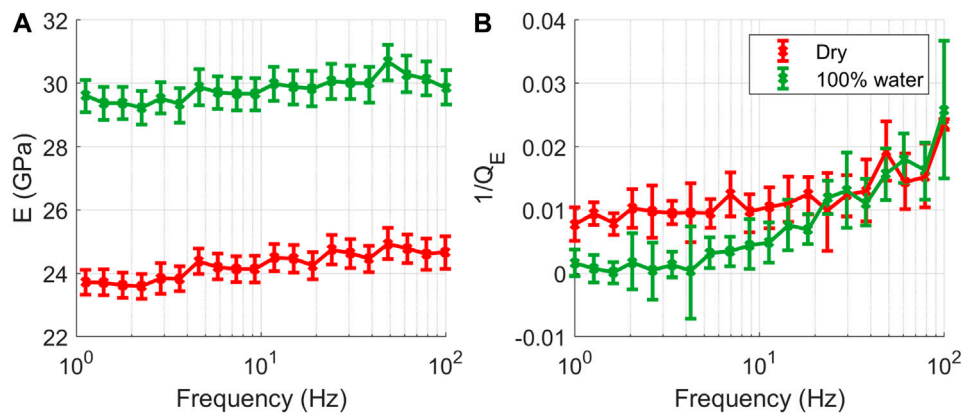 A
E (GPa)
32
30
28
26
24
22
10^0
10^1
10^2
Frequency (Hz)
B
1/Q_E
0.04
0.03
0.02
0.01
0
-0.01
10^0
10^1
10^2
Frequency (Hz)
Dry
100% water